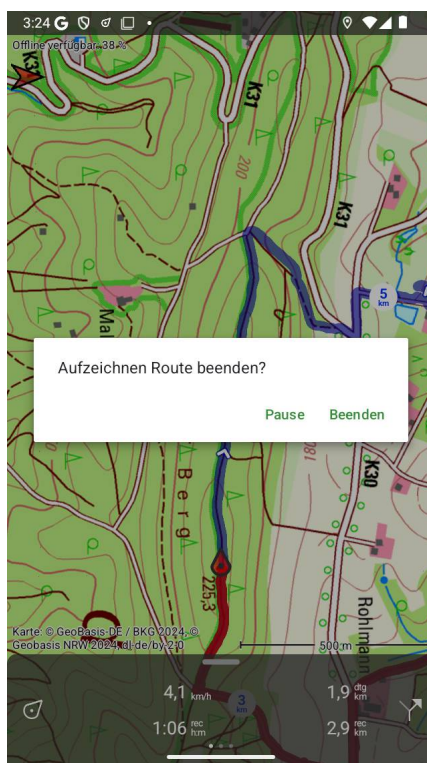 3:24
Offline verfügbar, 38 %
K3
K31
200
K31
5
km
Mal
Aufzeichnen Route beenden?
Pause Beenden
180
K30
Berg
225,3
Rohlmann
Karte: © GeoBasis-DE / BKG 2024, ©
Geobasis NRW 2024, dl-de/by-2-0
500 m
4,1 km/h
3
km
1,9 dtg km
1:06 rec h:m
2,9 rec km